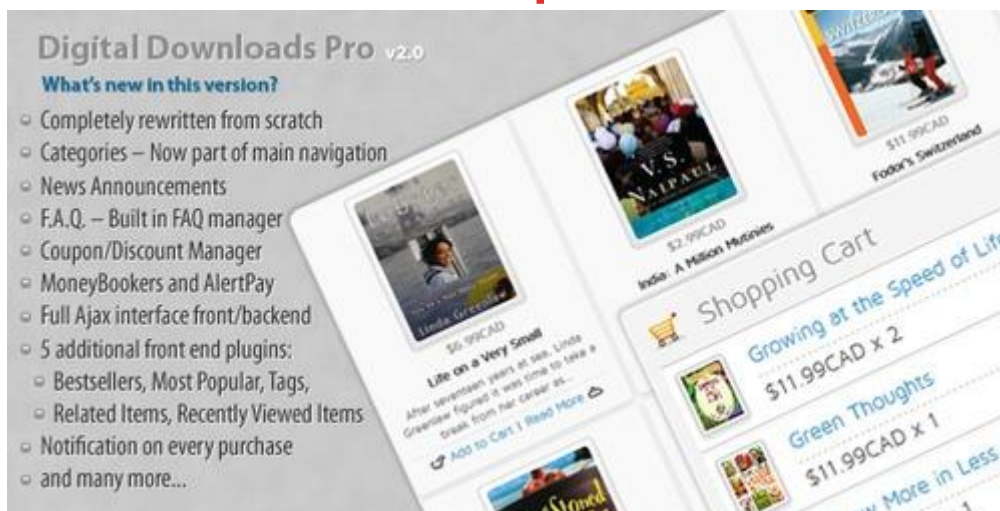 Digital Downloads Pro v2.0
What's new in this version?
Completely rewritten from scratch
Categories – Now part of main navigation
News Announcements
F.A.Q. – Built in FAQ manager
Coupon/Discount Manager
MoneyBookers and AlertPay
Full Ajax interface front/backend
5 additional front end plugins:
Bestsellers, Most Popular, Tags,
Related Items, Recently Viewed Items
Notification on every purchase
and many more...
Linda Greenlaw
$6.99CAD
Life on a Very Small
After seventeen years at sea, Linda
Greenlaw figured it was time to take a
break from her career as...
Add to Cart | Read More
V.S.
NAIPAUL
$2.99CAD
India: A Million Mutinies
SWITZERLAND
$11.99CAD
Fodor's Switzerland
Stoned
Shopping Cart
Growing at the Speed of Life
$11.99CAD x 2
Green Thoughts
$11.99CAD x 1
More in Less